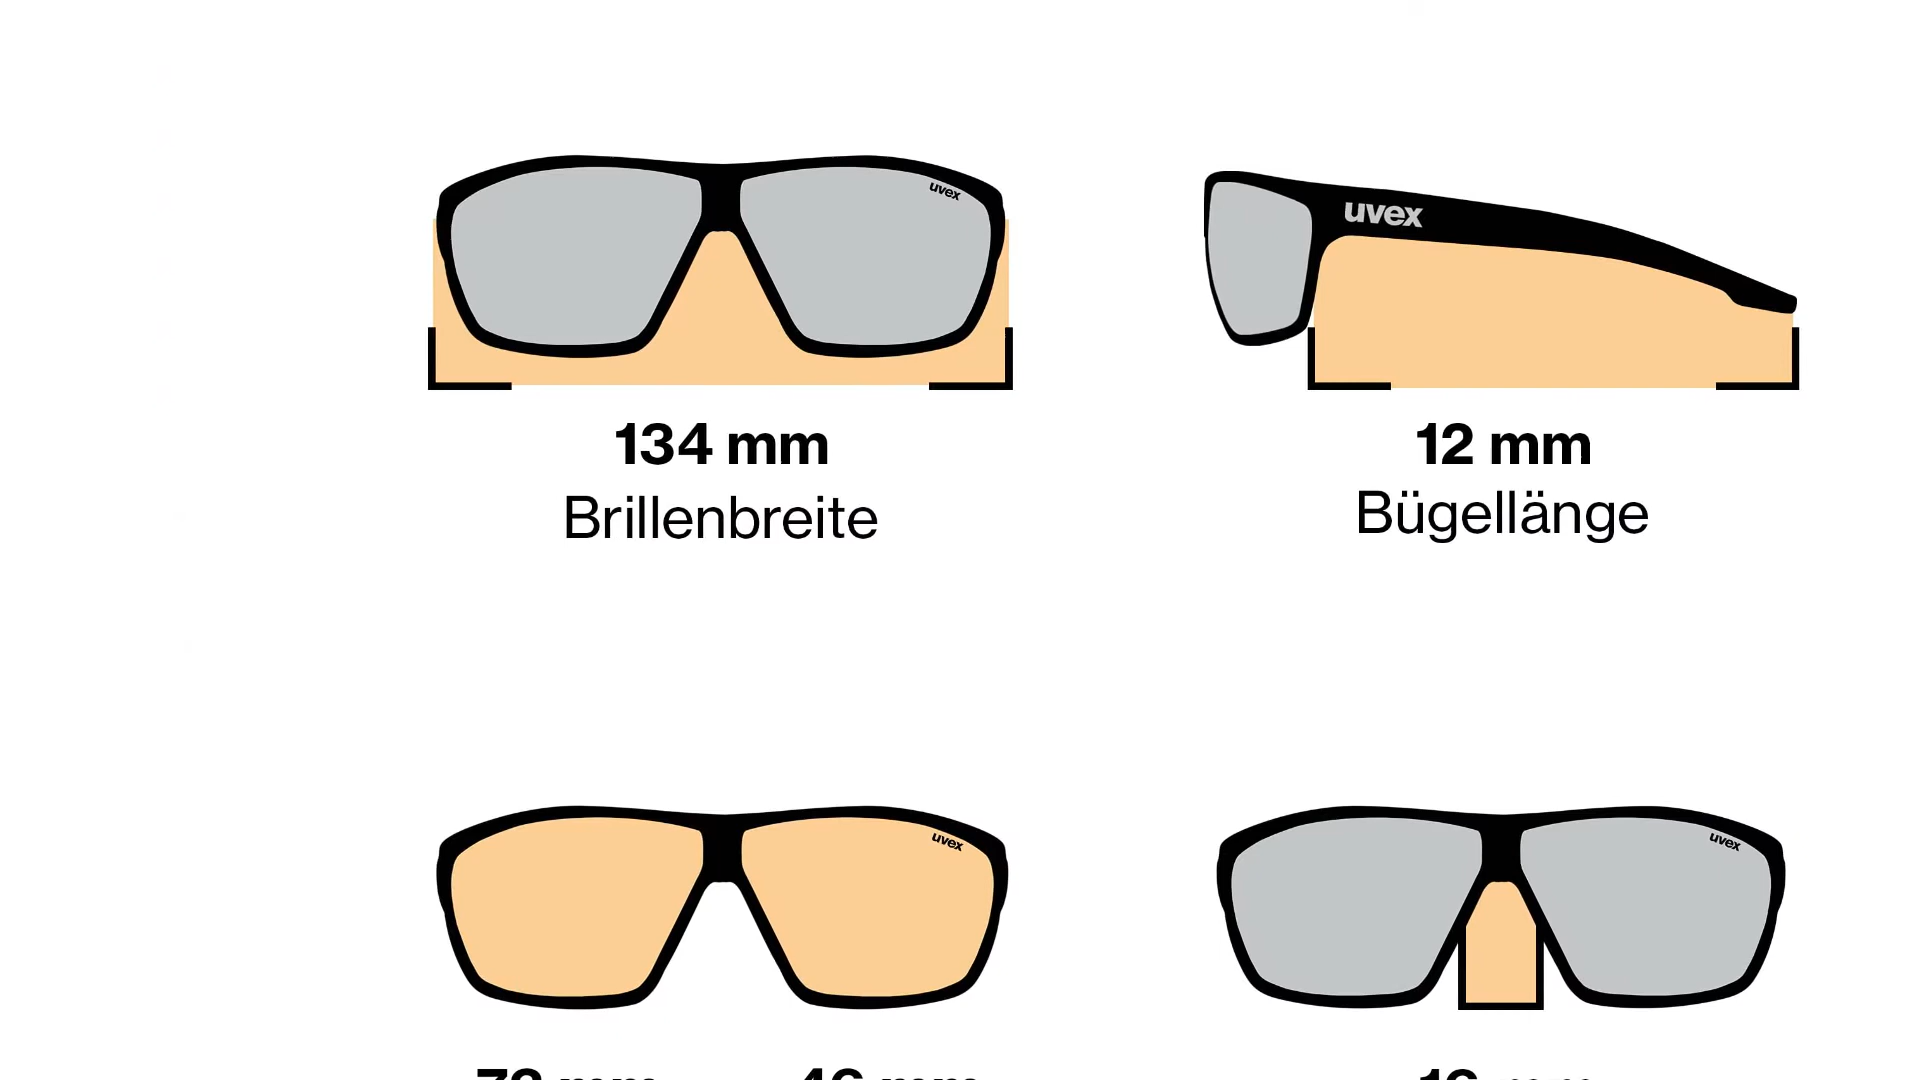 uvex
uvex
134 mm
12 mm
Brillenbreite
Bügellänge
uvex
uvex